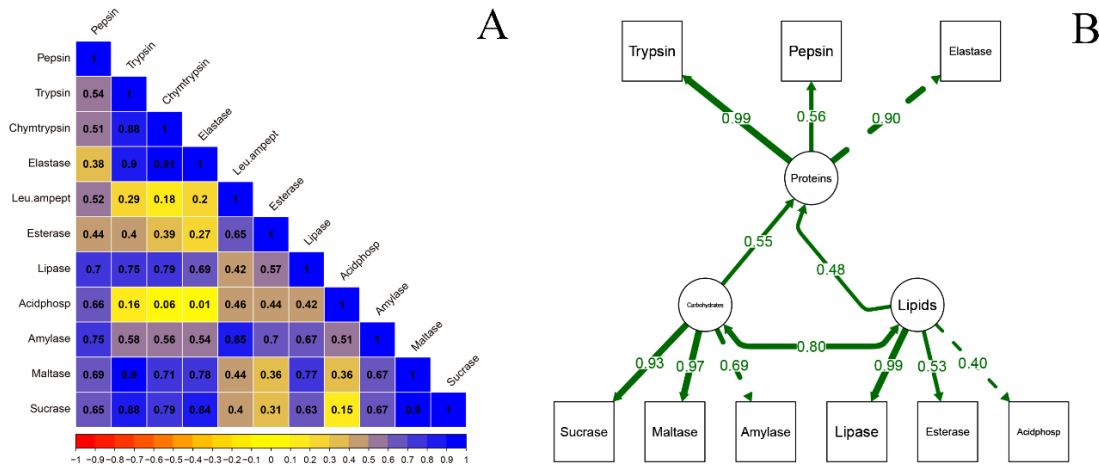 A
Pepsin
Trypsin
Chymtrypsin
Elastase
Leu.ampept
Esterase
Lipase
Acidphosp
Amylase
Maltase
Sucrase
Pepsin 1
Trypsin 0.54 1
Chymtrypsin 0.51 0.88 1
Elastase 0.38 0.9 0.91 1
Leu.ampept 0.52 0.29 0.18 0.2 1
Esterase 0.44 0.4 0.39 0.27 0.65 1
Lipase 0.7 0.75 0.79 0.69 0.42 0.57 1
Acidphosp 0.66 0.16 0.06 0.01 0.46 0.44 0.42 1
Amylase 0.75 0.58 0.56 0.54 0.85 0.7 0.67 0.51 1
Maltase 0.69 0.9 0.71 0.78 0.44 0.36 0.77 0.36 0.67 1
Sucrase 0.65 0.88 0.79 0.84 0.4 0.31 0.63 0.15 0.67 0.9 1
−1 −0.9 −0.8 −0.7 −0.6 −0.5 −0.4 −0.3 −0.2 −0.1 0 0.1 0.2 0.3 0.4 0.5 0.6 0.7 0.8 0.9 1
B
Trypsin Pepsin Elastase
0.99 0.56 0.90
Proteins
0.55 0.48
Carbohydrates Lipids
0.80
0.93 0.97 0.69 0.99 0.53 0.40
Sucrase Maltase Amylase Lipase Esterase Acidphosp